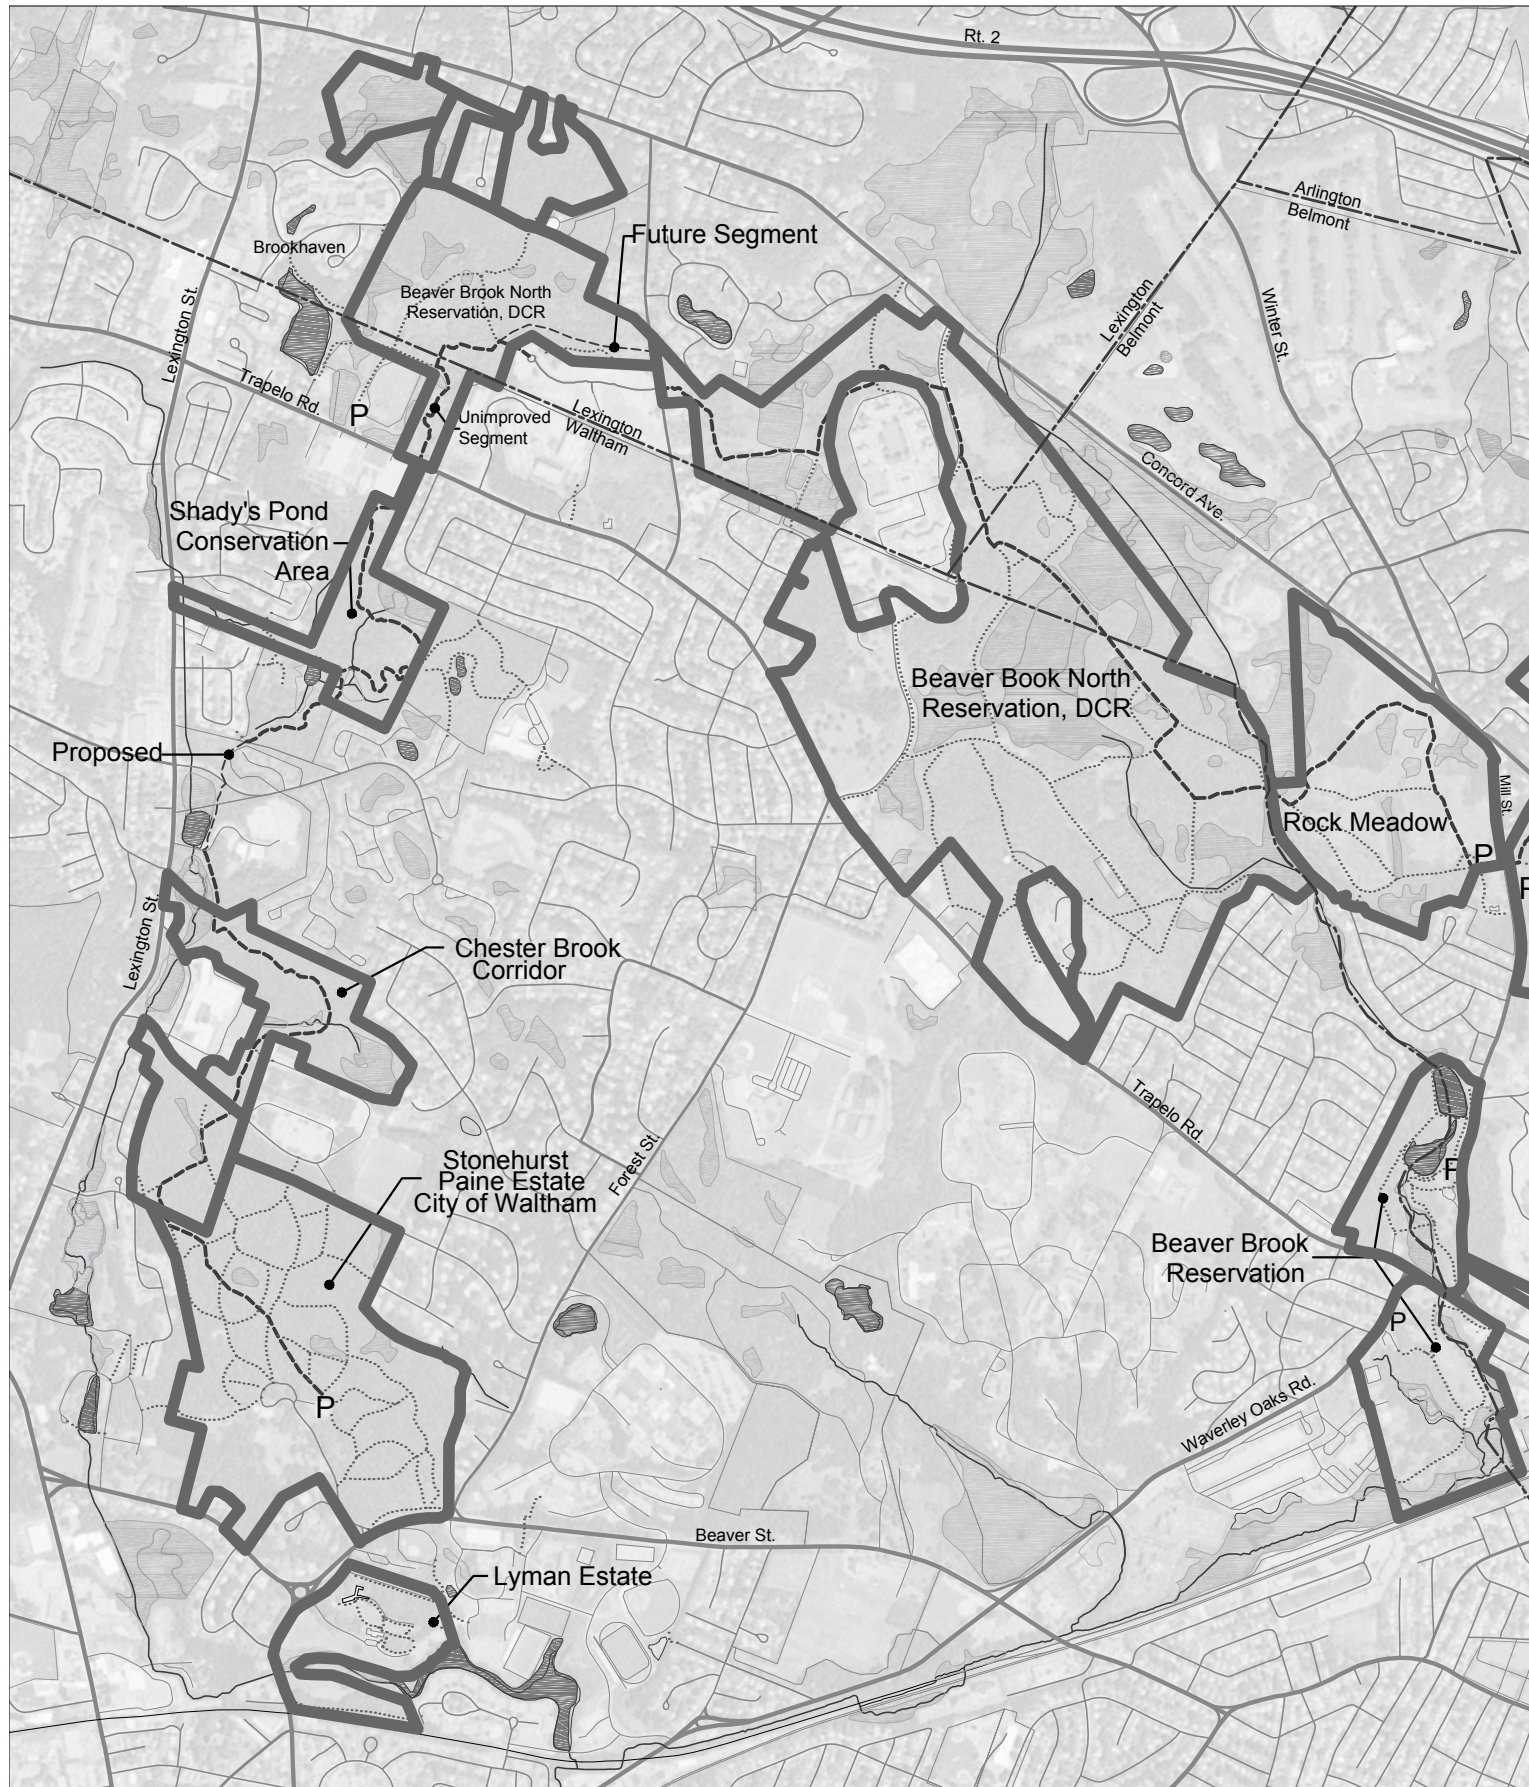 Rt. 2
Arlington
Belmont
Future Segment
Brookhaven
Lexington St.
Beaver Brook North
Reservation, DCR
Lexington
Belmont
Winter St.
Trapelo Rd.
P
Unimproved
Segment
Lexington
Waltham
Concord Ave.
Shady's Pond
Conservation
Area
Beaver Book North
Reservation, DCR
Proposed
Mill St.
Rock Meadow
P
P
Lexington St.
Chester Brook
Corridor
Trapelo Rd.
Forest St.
Stonehurst
Paine Estate
City of Waltham
P
Beaver Brook
Reservation
P
Waverley Oaks Rd.
P
Beaver St.
Lyman Estate